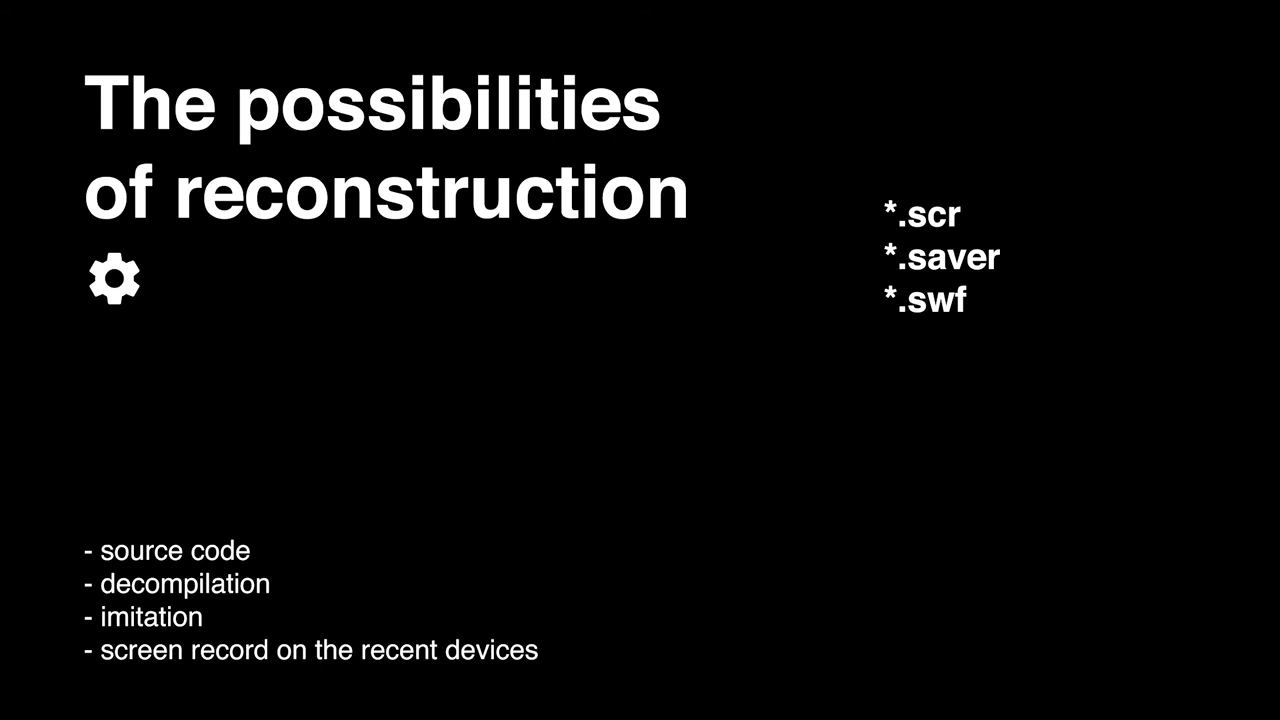 The possibilities
of reconstruction
*.scr
*.saver
*.swf
- source code
- decompilation
- imitation
- screen record on the recent devices